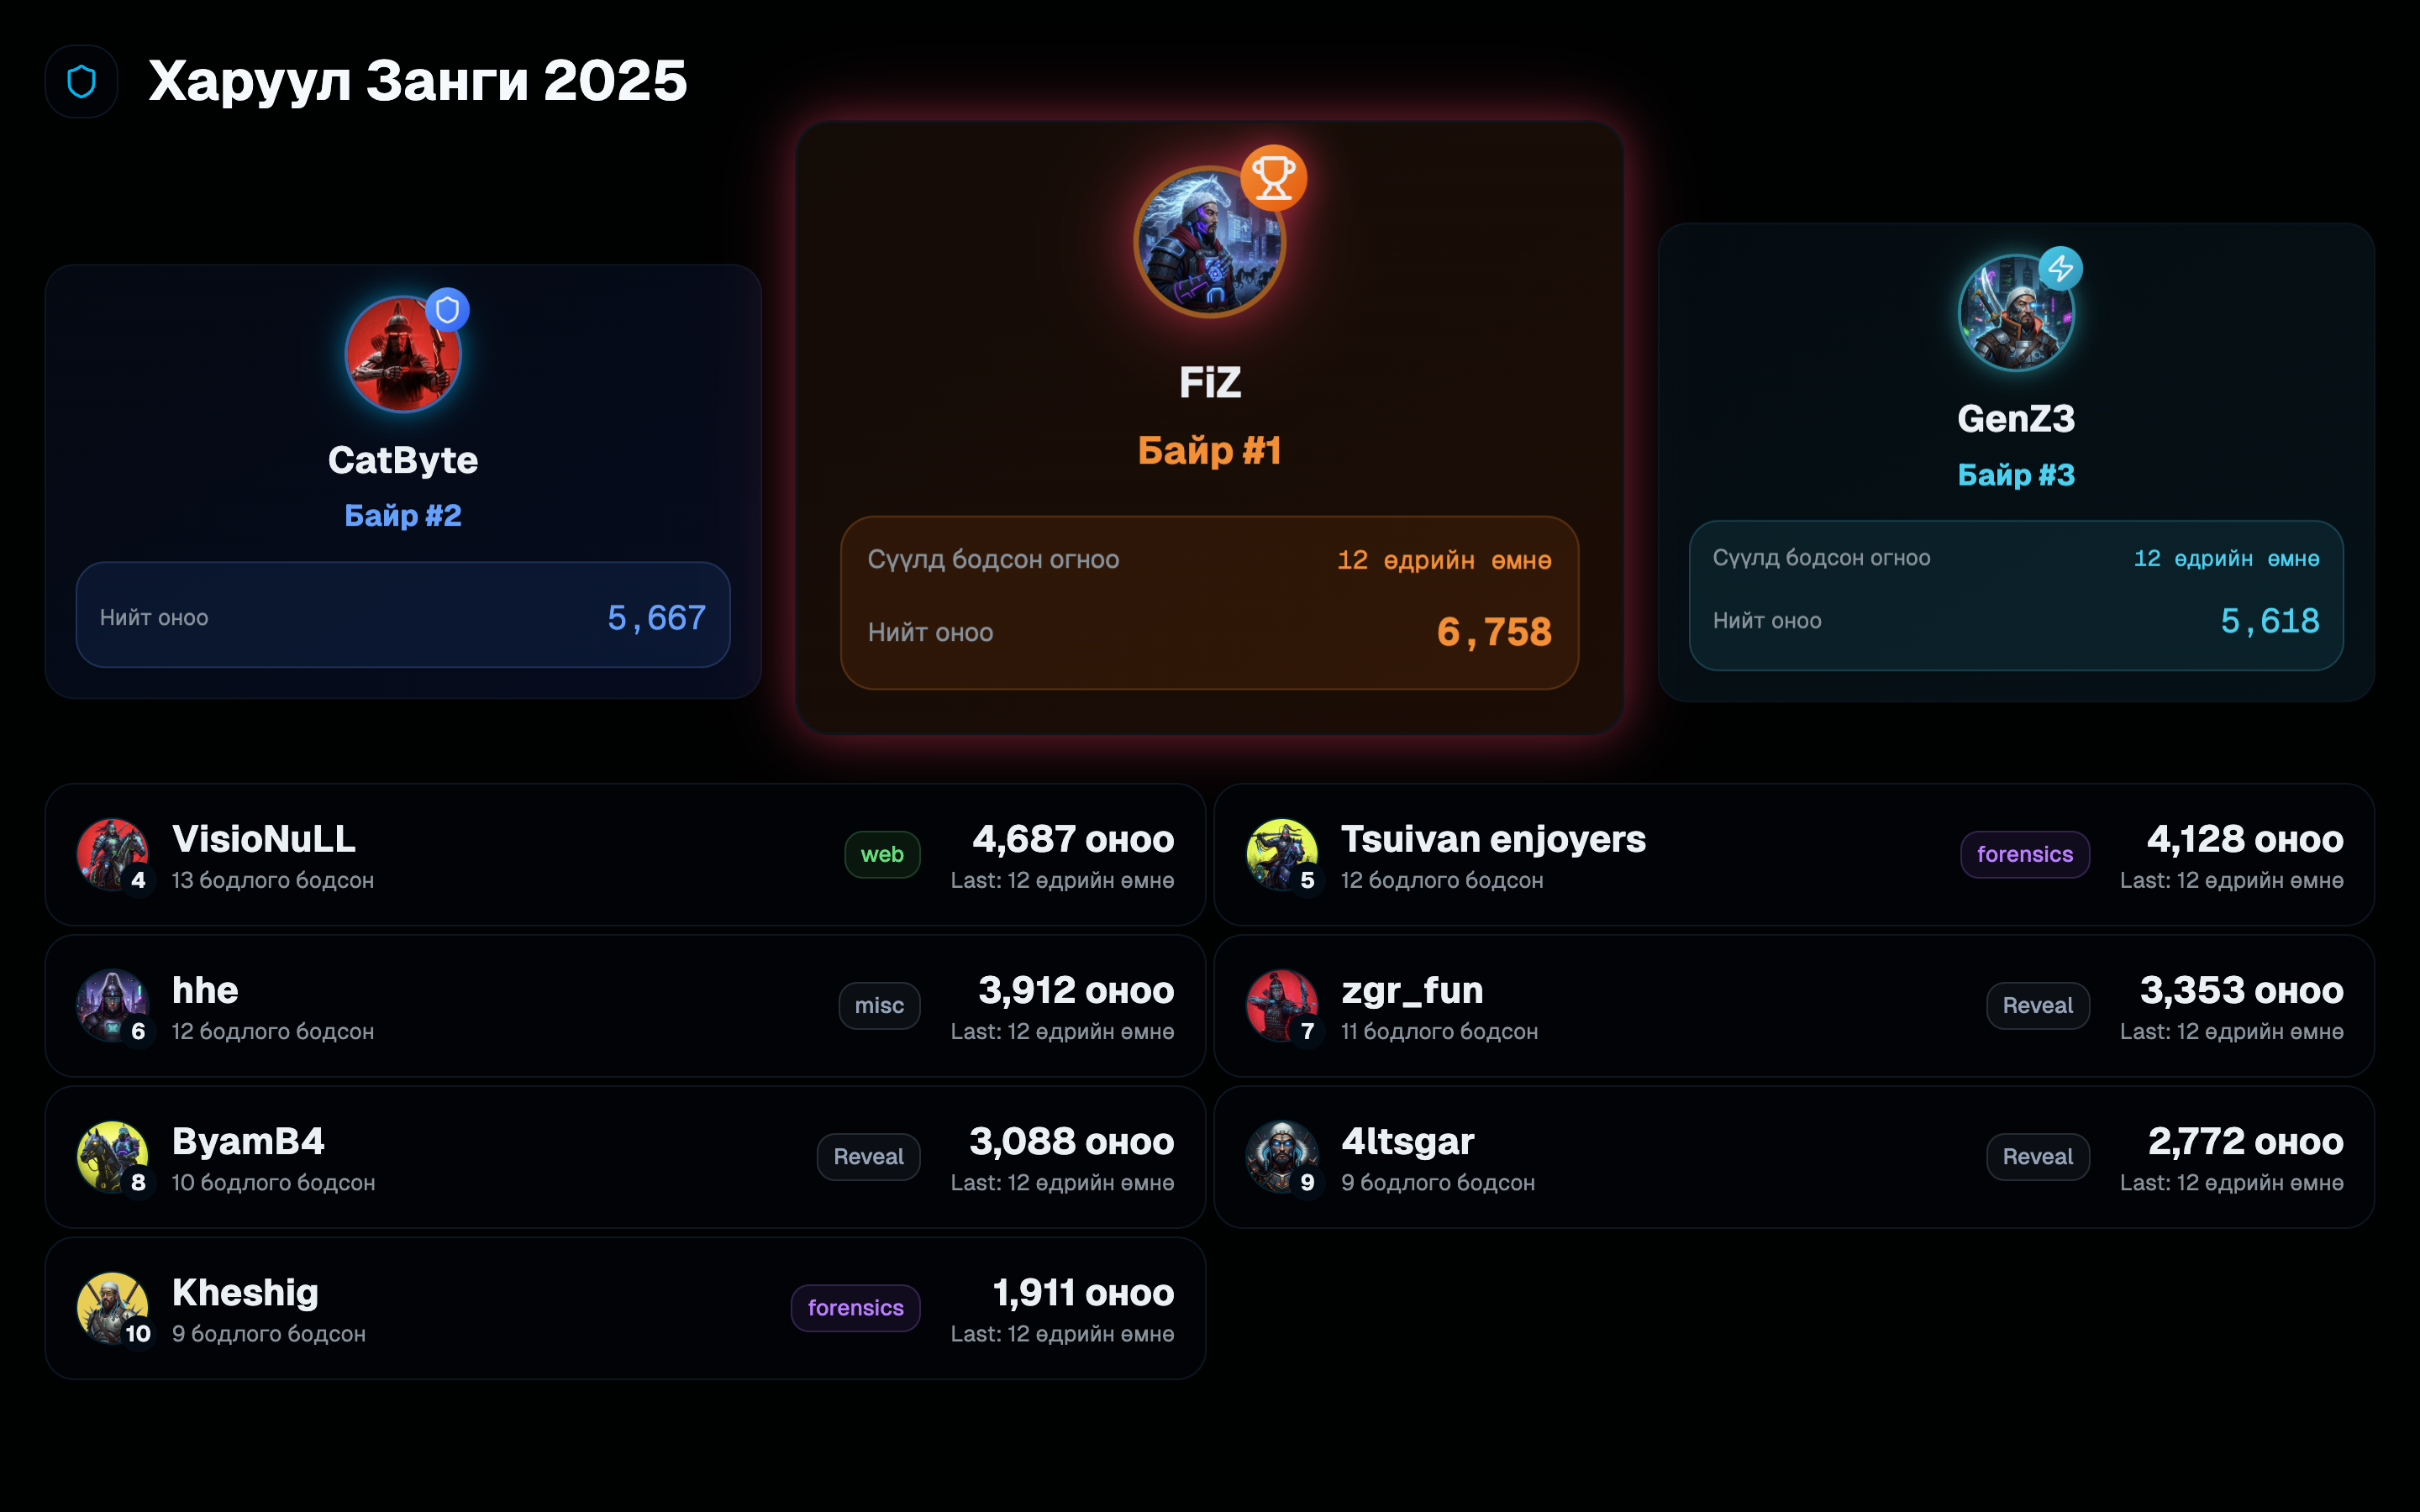 Харуул Занги 2025
CatByte
Байр #2
Нийт оноо 5,667
FiZ
Байр #1
Сүүлд бодсон огноо 12 өдрийн өмнө
Нийт оноо 6,758
GenZ3
Байр #3
Сүүлд бодсон огноо 12 өдрийн өмнө
Нийт оноо 5,618
VisioNuLL web 4,687 оноо
4 13 бодлого бодсон Last: 12 өдрийн өмнө
Tsuivan enjoyers forensics 4,128 оноо
5 12 бодлого бодсон Last: 12 өдрийн өмнө
hhe misc 3,912 оноо
6 12 бодлого бодсон Last: 12 өдрийн өмнө
zgr_fun Reveal 3,353 оноо
7 11 бодлого бодсон Last: 12 өдрийн өмнө
ByamB4 Reveal 3,088 оноо
8 10 бодлого бодсон Last: 12 өдрийн өмнө
4ltsgar Reveal 2,772 оноо
9 9 бодлого бодсон Last: 12 өдрийн өмнө
Kheshig forensics 1,911 оноо
10 9 бодлого бодсон Last: 12 өдрийн өмнө